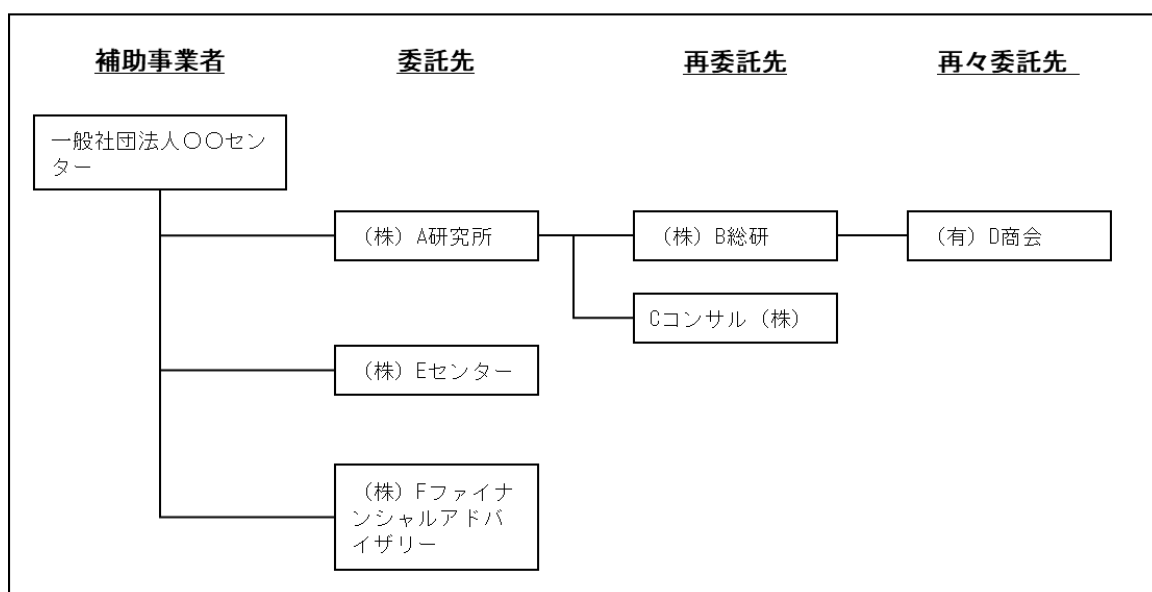 補助事業者
委託先
再委託先
再々委託先
一般社団法人〇〇セン
ター
（株）A研究所
（株）B総研
（有）D商会
Cコンサル（株）
（株）Eセンター
（株）Fファイナ
ンシャルアドバ
イザリー